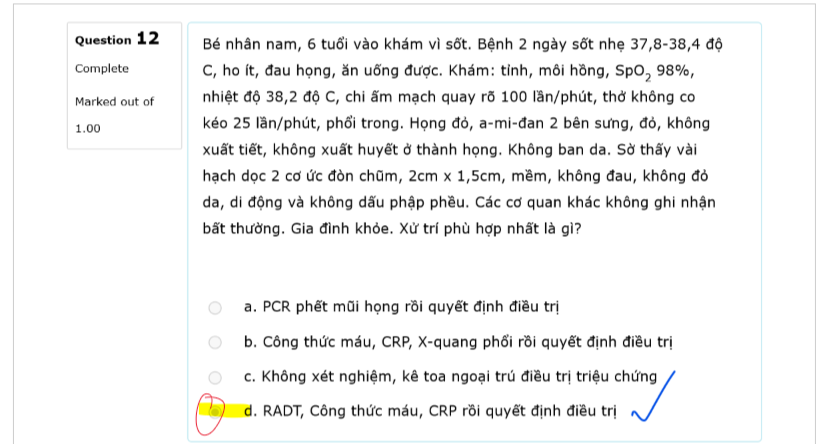 Question 12
Complete
Marked out of
1.00
Bé nhân nam, 6 tuổi vào khám vì sốt. Bệnh 2 ngày sốt nhẹ 37,8-38,4 độ
C, ho ít, đau họng, ăn uống được. Khám: tỉnh, môi hồng, SpO₂ 98%,
nhiệt độ 38,2 độ C, chi ấm mạch quay rõ 100 lần/phút, thở không co
kéo 25 lần/phút, phổi trong. Họng đỏ, a-mi-đan 2 bên sưng, đỏ, không
xuất tiết, không xuất huyết ở thành họng. Không ban da. Sờ thấy vài
hạch dọc 2 cơ ức đòn chũm, 2cm x 1,5cm, mềm, không đau, không đỏ
da, di động và không dấu phập phều. Các cơ quan khác không ghi nhận
bất thường. Gia đình khỏe. Xử trí phù hợp nhất là gì?
a. PCR phết mũi họng rồi quyết định điều trị
b. Công thức máu, CRP, X-quang phổi rồi quyết định điều trị
c. Không xét nghiệm, kê toa ngoại trú điều trị triệu chứng
d. RADT, Công thức máu, CRP rồi quyết định điều trị